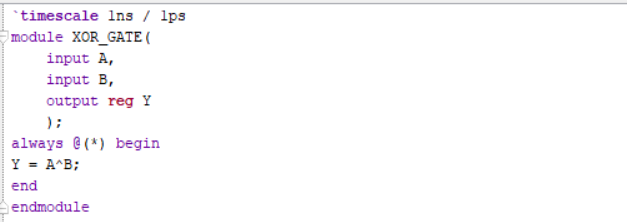 `timescale 1ns / 1ps
module XOR_GATE(
    input A,
    input B,
    output reg Y
    );
always @(*) begin
Y = A^B;
end
endmodule